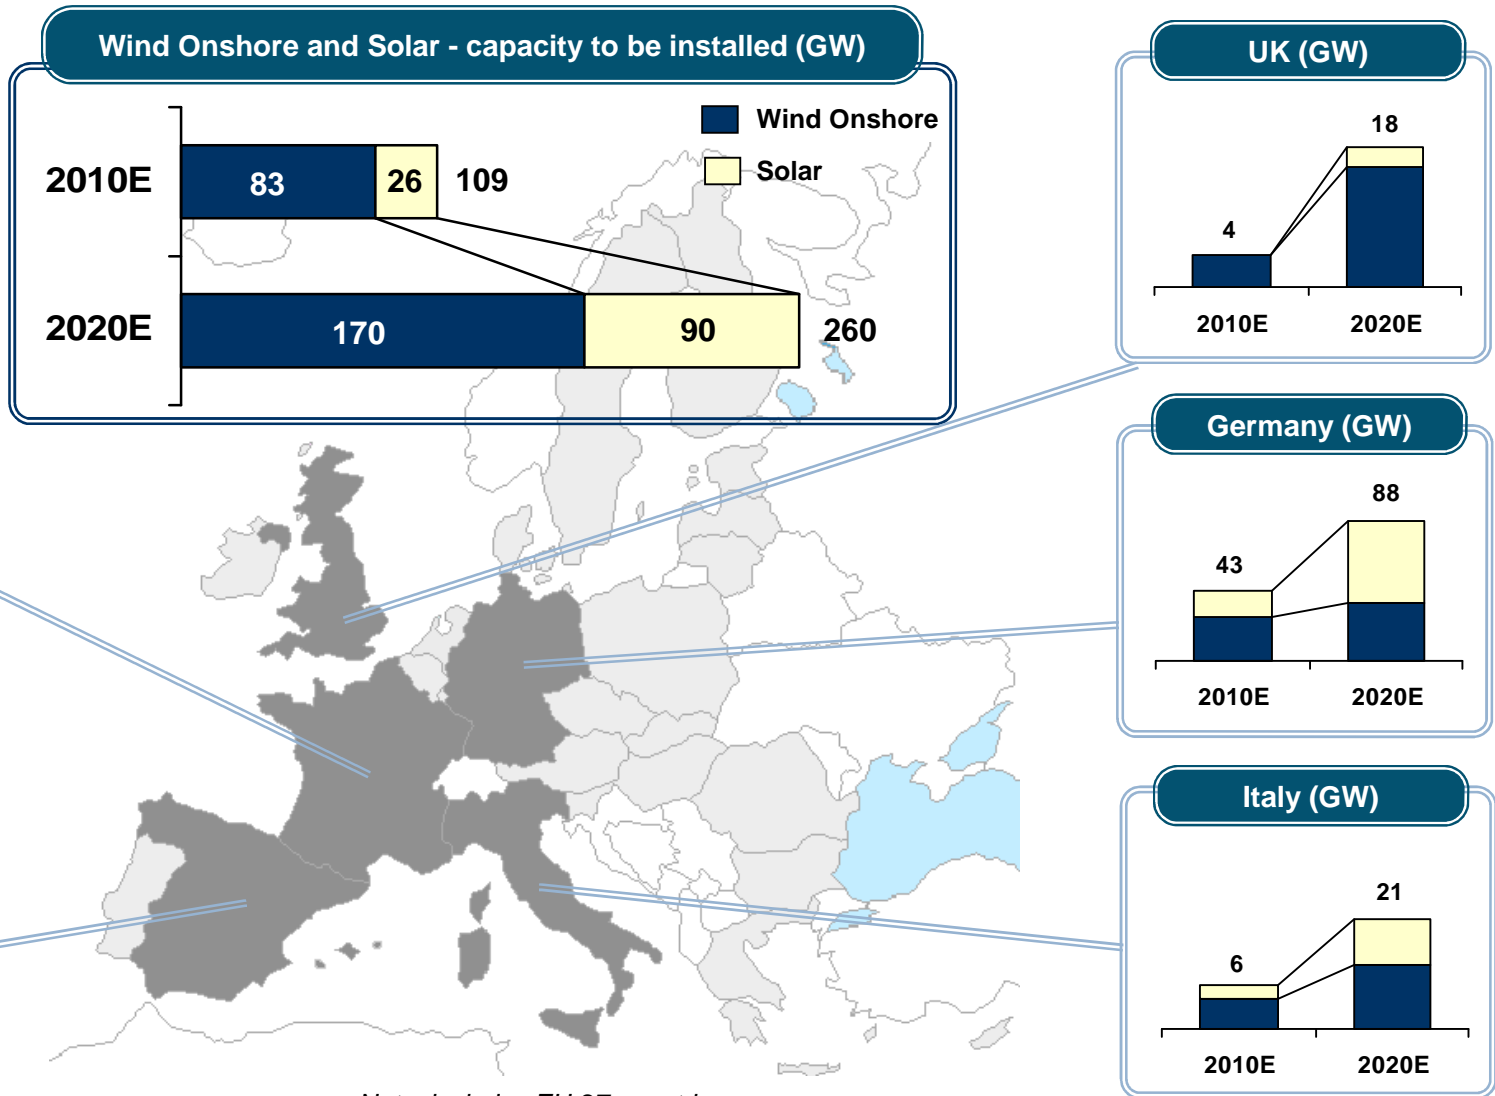 Wind Onshore and Solar - capacity to be installed (GW)
Wind Onshore
Solar
2010E
83
26
109
2020E
170
90
260
UK (GW)
4
18
2010E
2020E
Germany (GW)
43
88
2010E
2020E
Italy (GW)
6
21
2010E
2020E